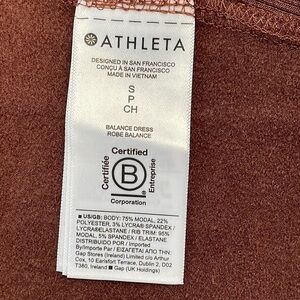 ATHLETA
DESIGNED IN SAN FRANCISCO
CONÇU À SAN FRANCISCO
MADE IN VIETNAM
S
P
CH
BALANCE DRESS
ROBE BALANCE
Certified
Certifiée
B
Entreprise
Corporation
■ US/GB: BODY: 75% MODAL, 22%
POLYESTER, 3% LYCRA® SPANDEX /
LYCRA® ELASTANE / RIB TRIM: 95%
MODAL, 5% SPANDEX / ELASTANE
DISTRIBUIDO POR / Imported
By/Importer / ΕΙΣΑΓΕΤΑΙ ΑΠΟ ΤΗΝ
Gap Stores (Ireland) Limited c/o Arthur
Cox, 10 Earlsfort Terrace, Dublin 2, D02
T380, Ireland ■ Gap (UK Holdings)